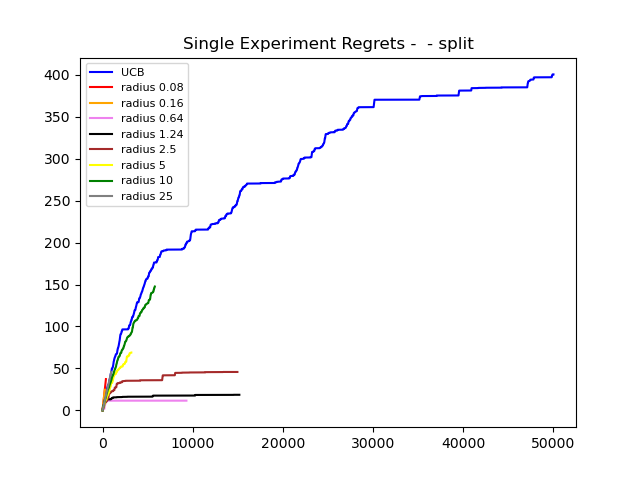 Single Experiment Regrets -  - split
400
350
300
250
200
150
100
50
0
UCB
radius 0.08
radius 0.16
radius 0.64
radius 1.24
radius 2.5
radius 5
radius 10
radius 25
0 10000 20000 30000 40000 50000